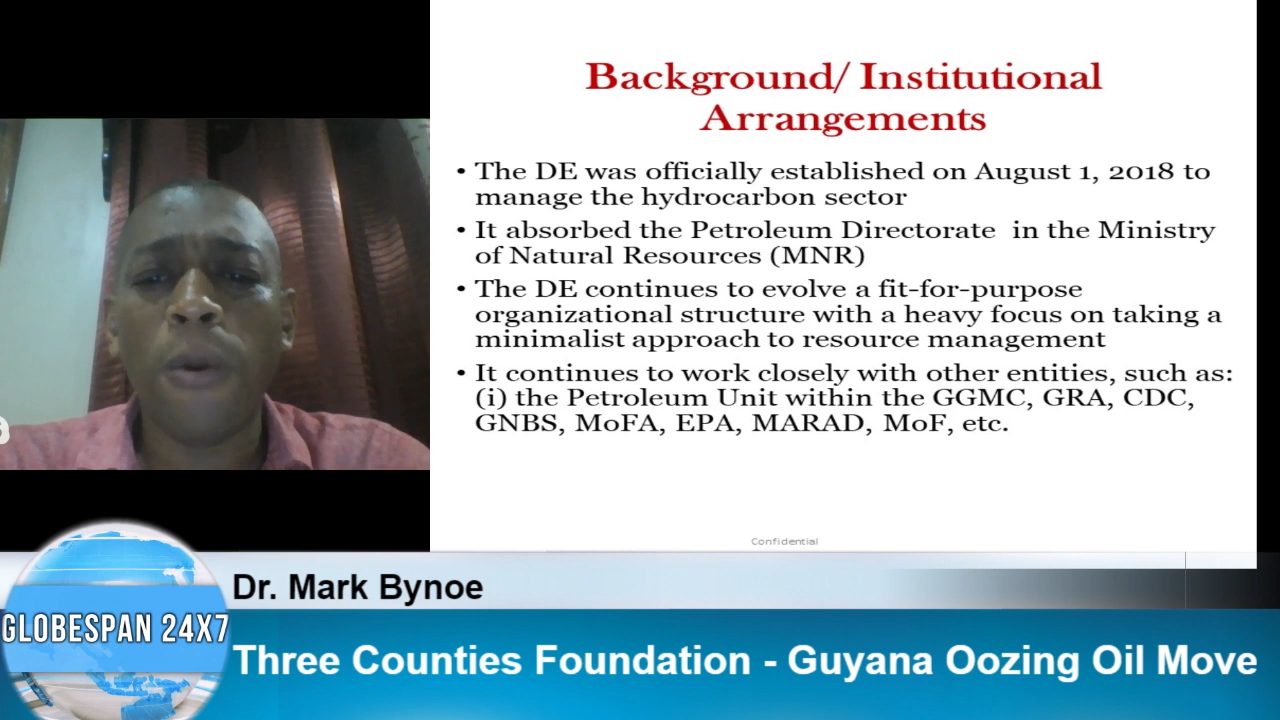 Background/ Institutional
Arrangements
• The DE was officially established on August 1, 2018 to
manage the hydrocarbon sector
• It absorbed the Petroleum Directorate in the Ministry
of Natural Resources (MNR)
• The DE continues to evolve a fit-for-purpose
organizational structure with a heavy focus on taking a
minimalist approach to resource management
• It continues to work closely with other entities, such as:
(i) the Petroleum Unit within the GGMC, GRA, CDC,
GNBS, MoFA, EPA, MARAD, MoF, etc.
Confidential
Dr. Mark Bynoe
GLOBESPAN 24X7
Three Counties Foundation - Guyana Oozing Oil Move